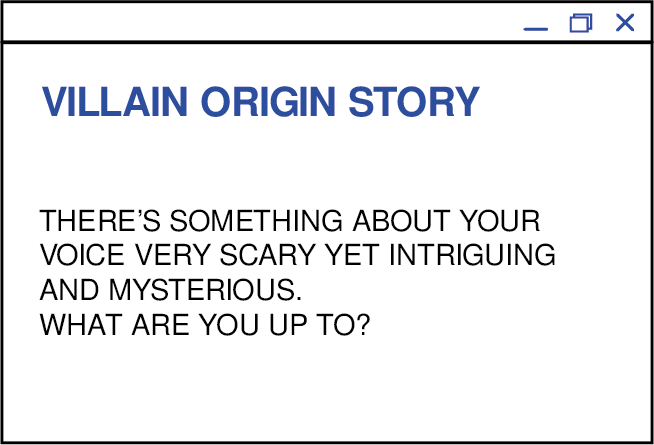 VILLAIN ORIGIN STORY
THERE’S SOMETHING ABOUT YOUR
VOICE VERY SCARY YET INTRIGUING
AND MYSTERIOUS.
WHAT ARE YOU UP TO?